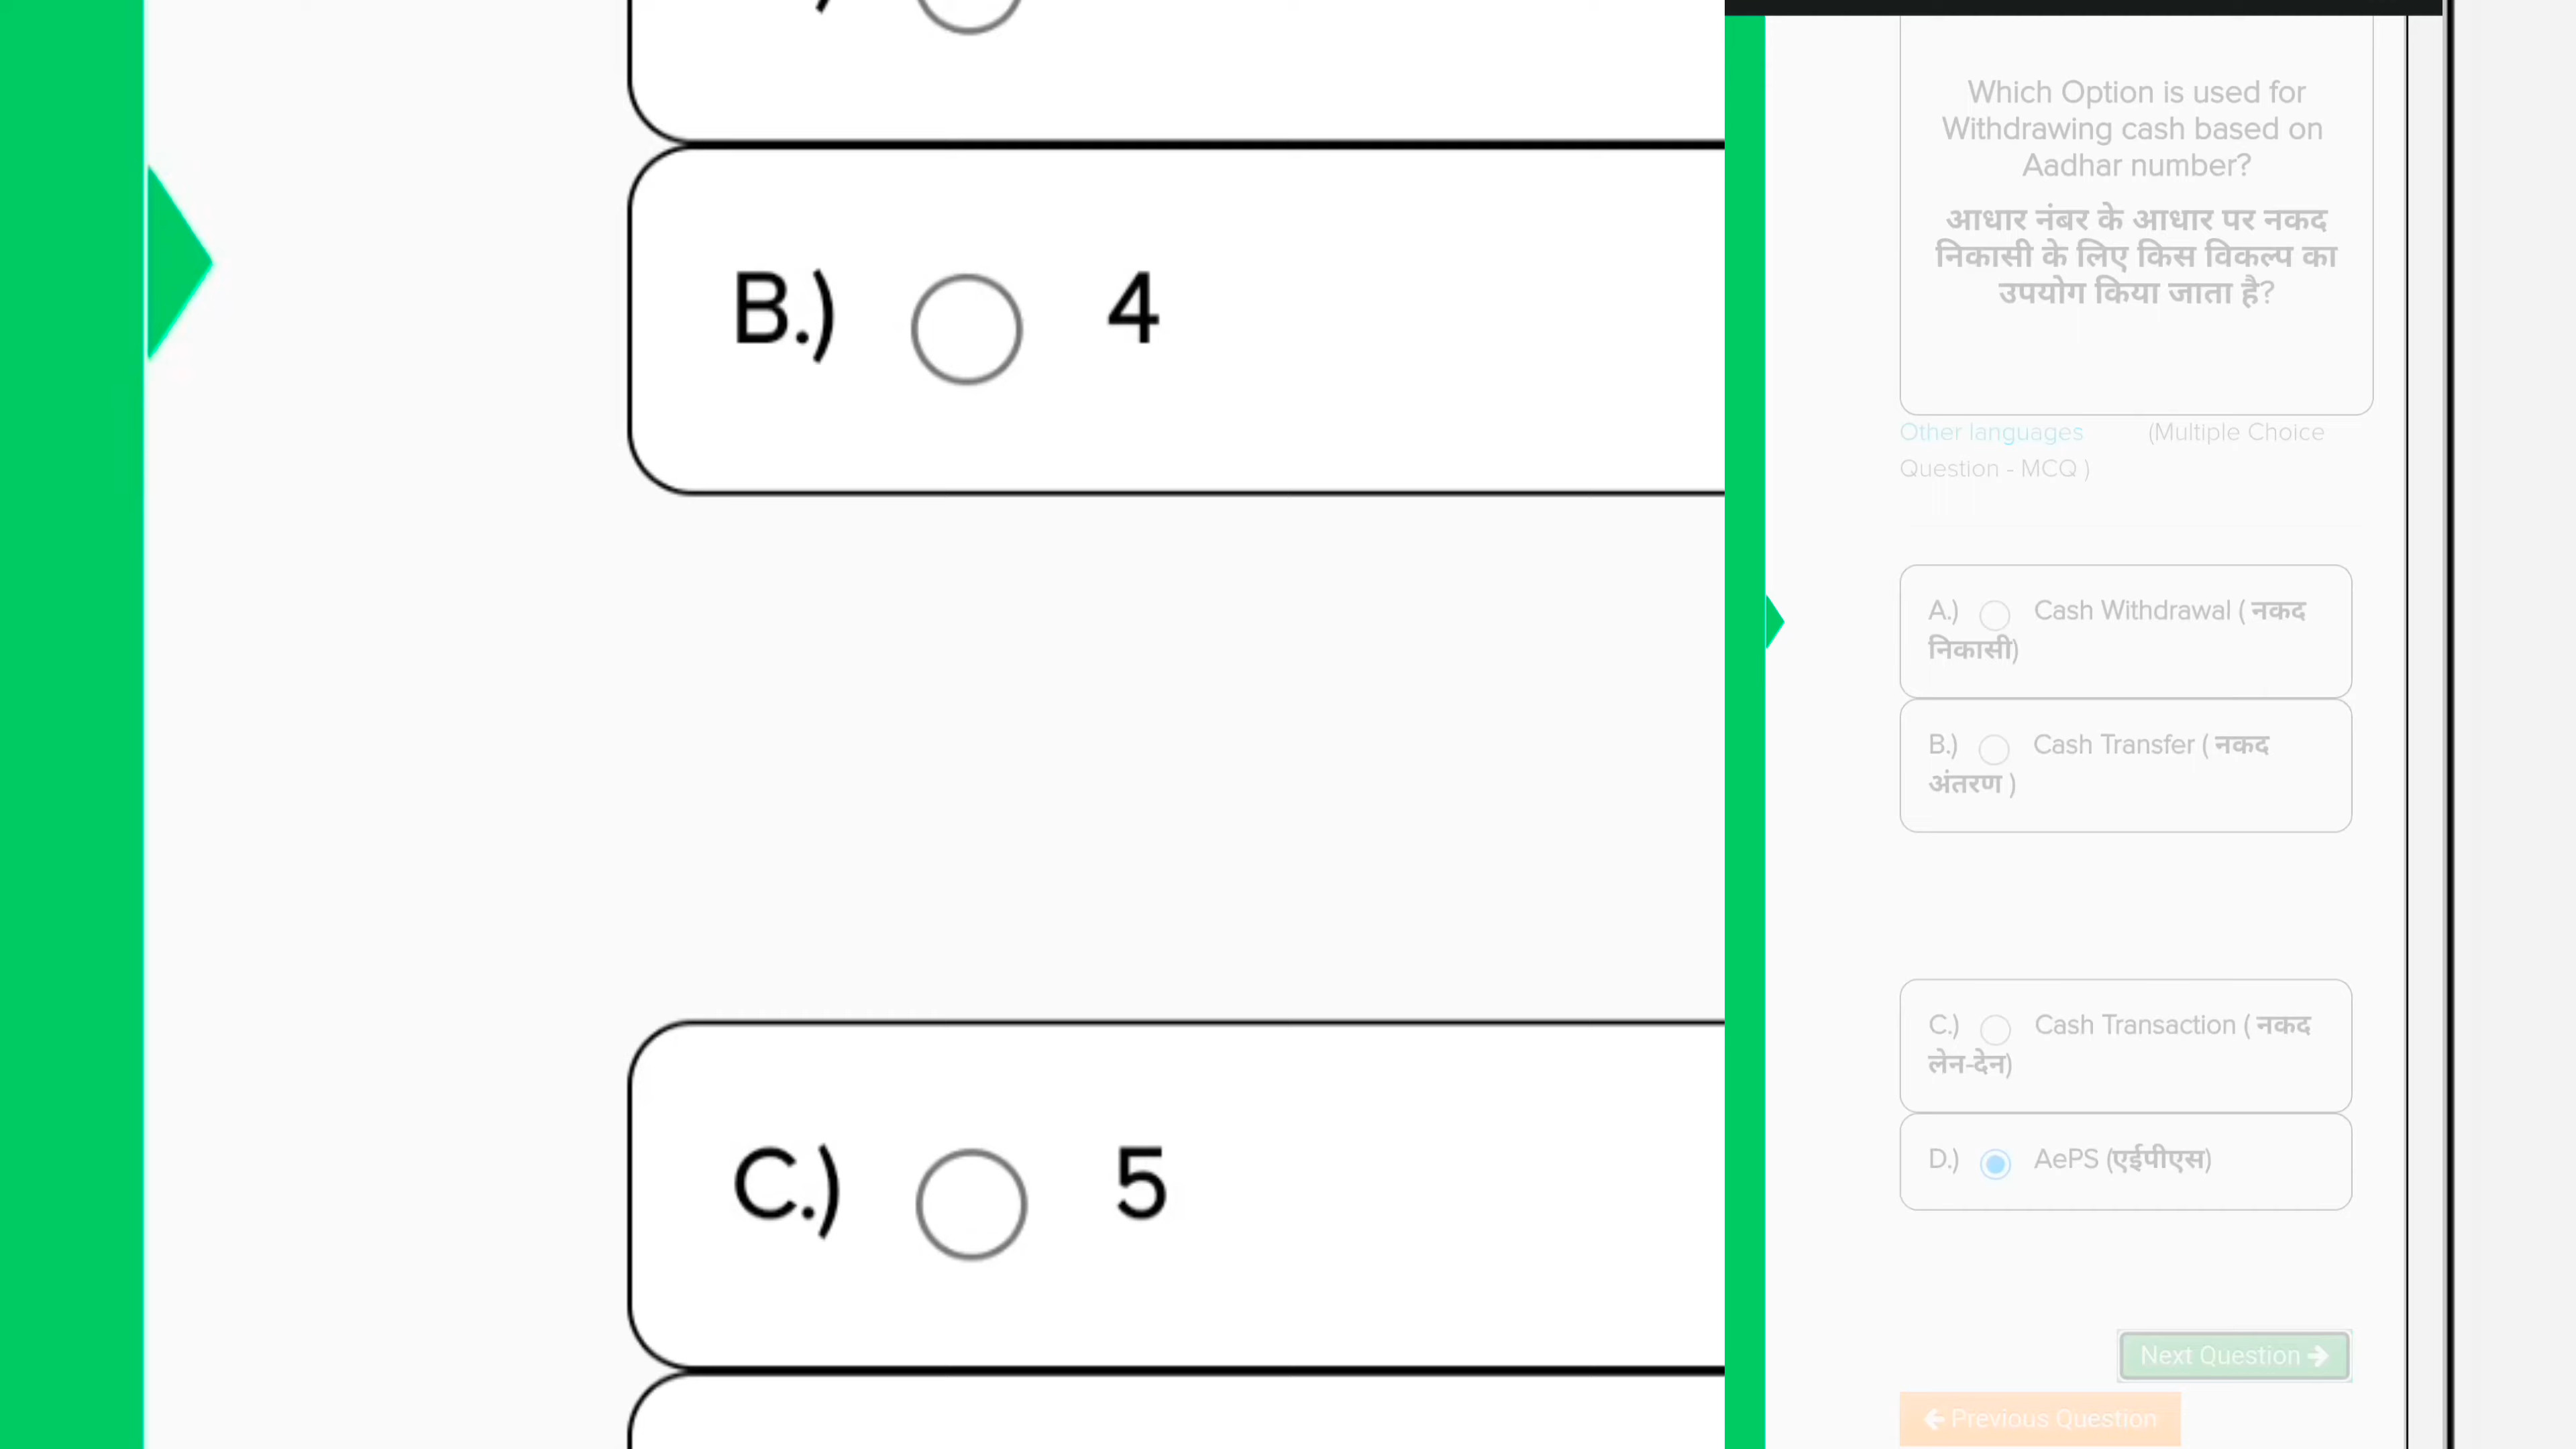 B.) 4
C.) 5
Which Option is used for
Withdrawing cash based on
Aadhar number?
आधार नंबर के आधार पर नकद
निकासी के लिए किस विकल्प का
उपयोग किया जाता है?
Other languages (Multiple Choice
Question - MCQ )
A.) Cash Withdrawal ( नकद
निकासी)
B.) Cash Transfer ( नकद
अंतरण )
C.) Cash Transaction ( नकद
लेन-देन)
D.) AePS (एईपीएस)
Next Question →
← Previous Question